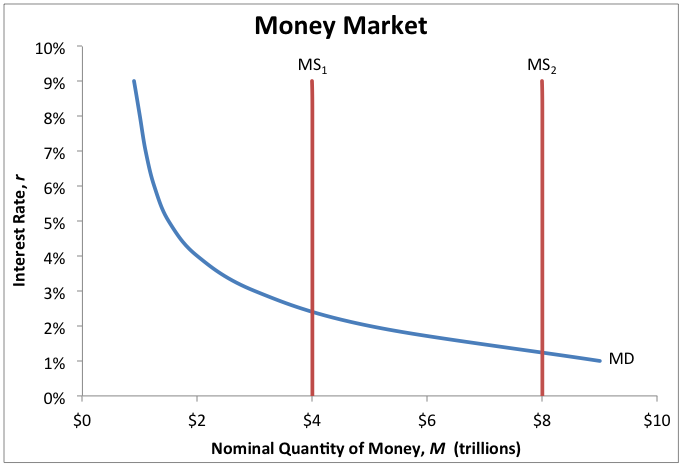 Money Market
10%
9%
8%
7%
6%
5%
4%
3%
2%
1%
0%
Interest Rate, r
MS₁
MS₂
MD
$0 $2 $4 $6 $8 $10
Nominal Quantity of Money, M (trillions)